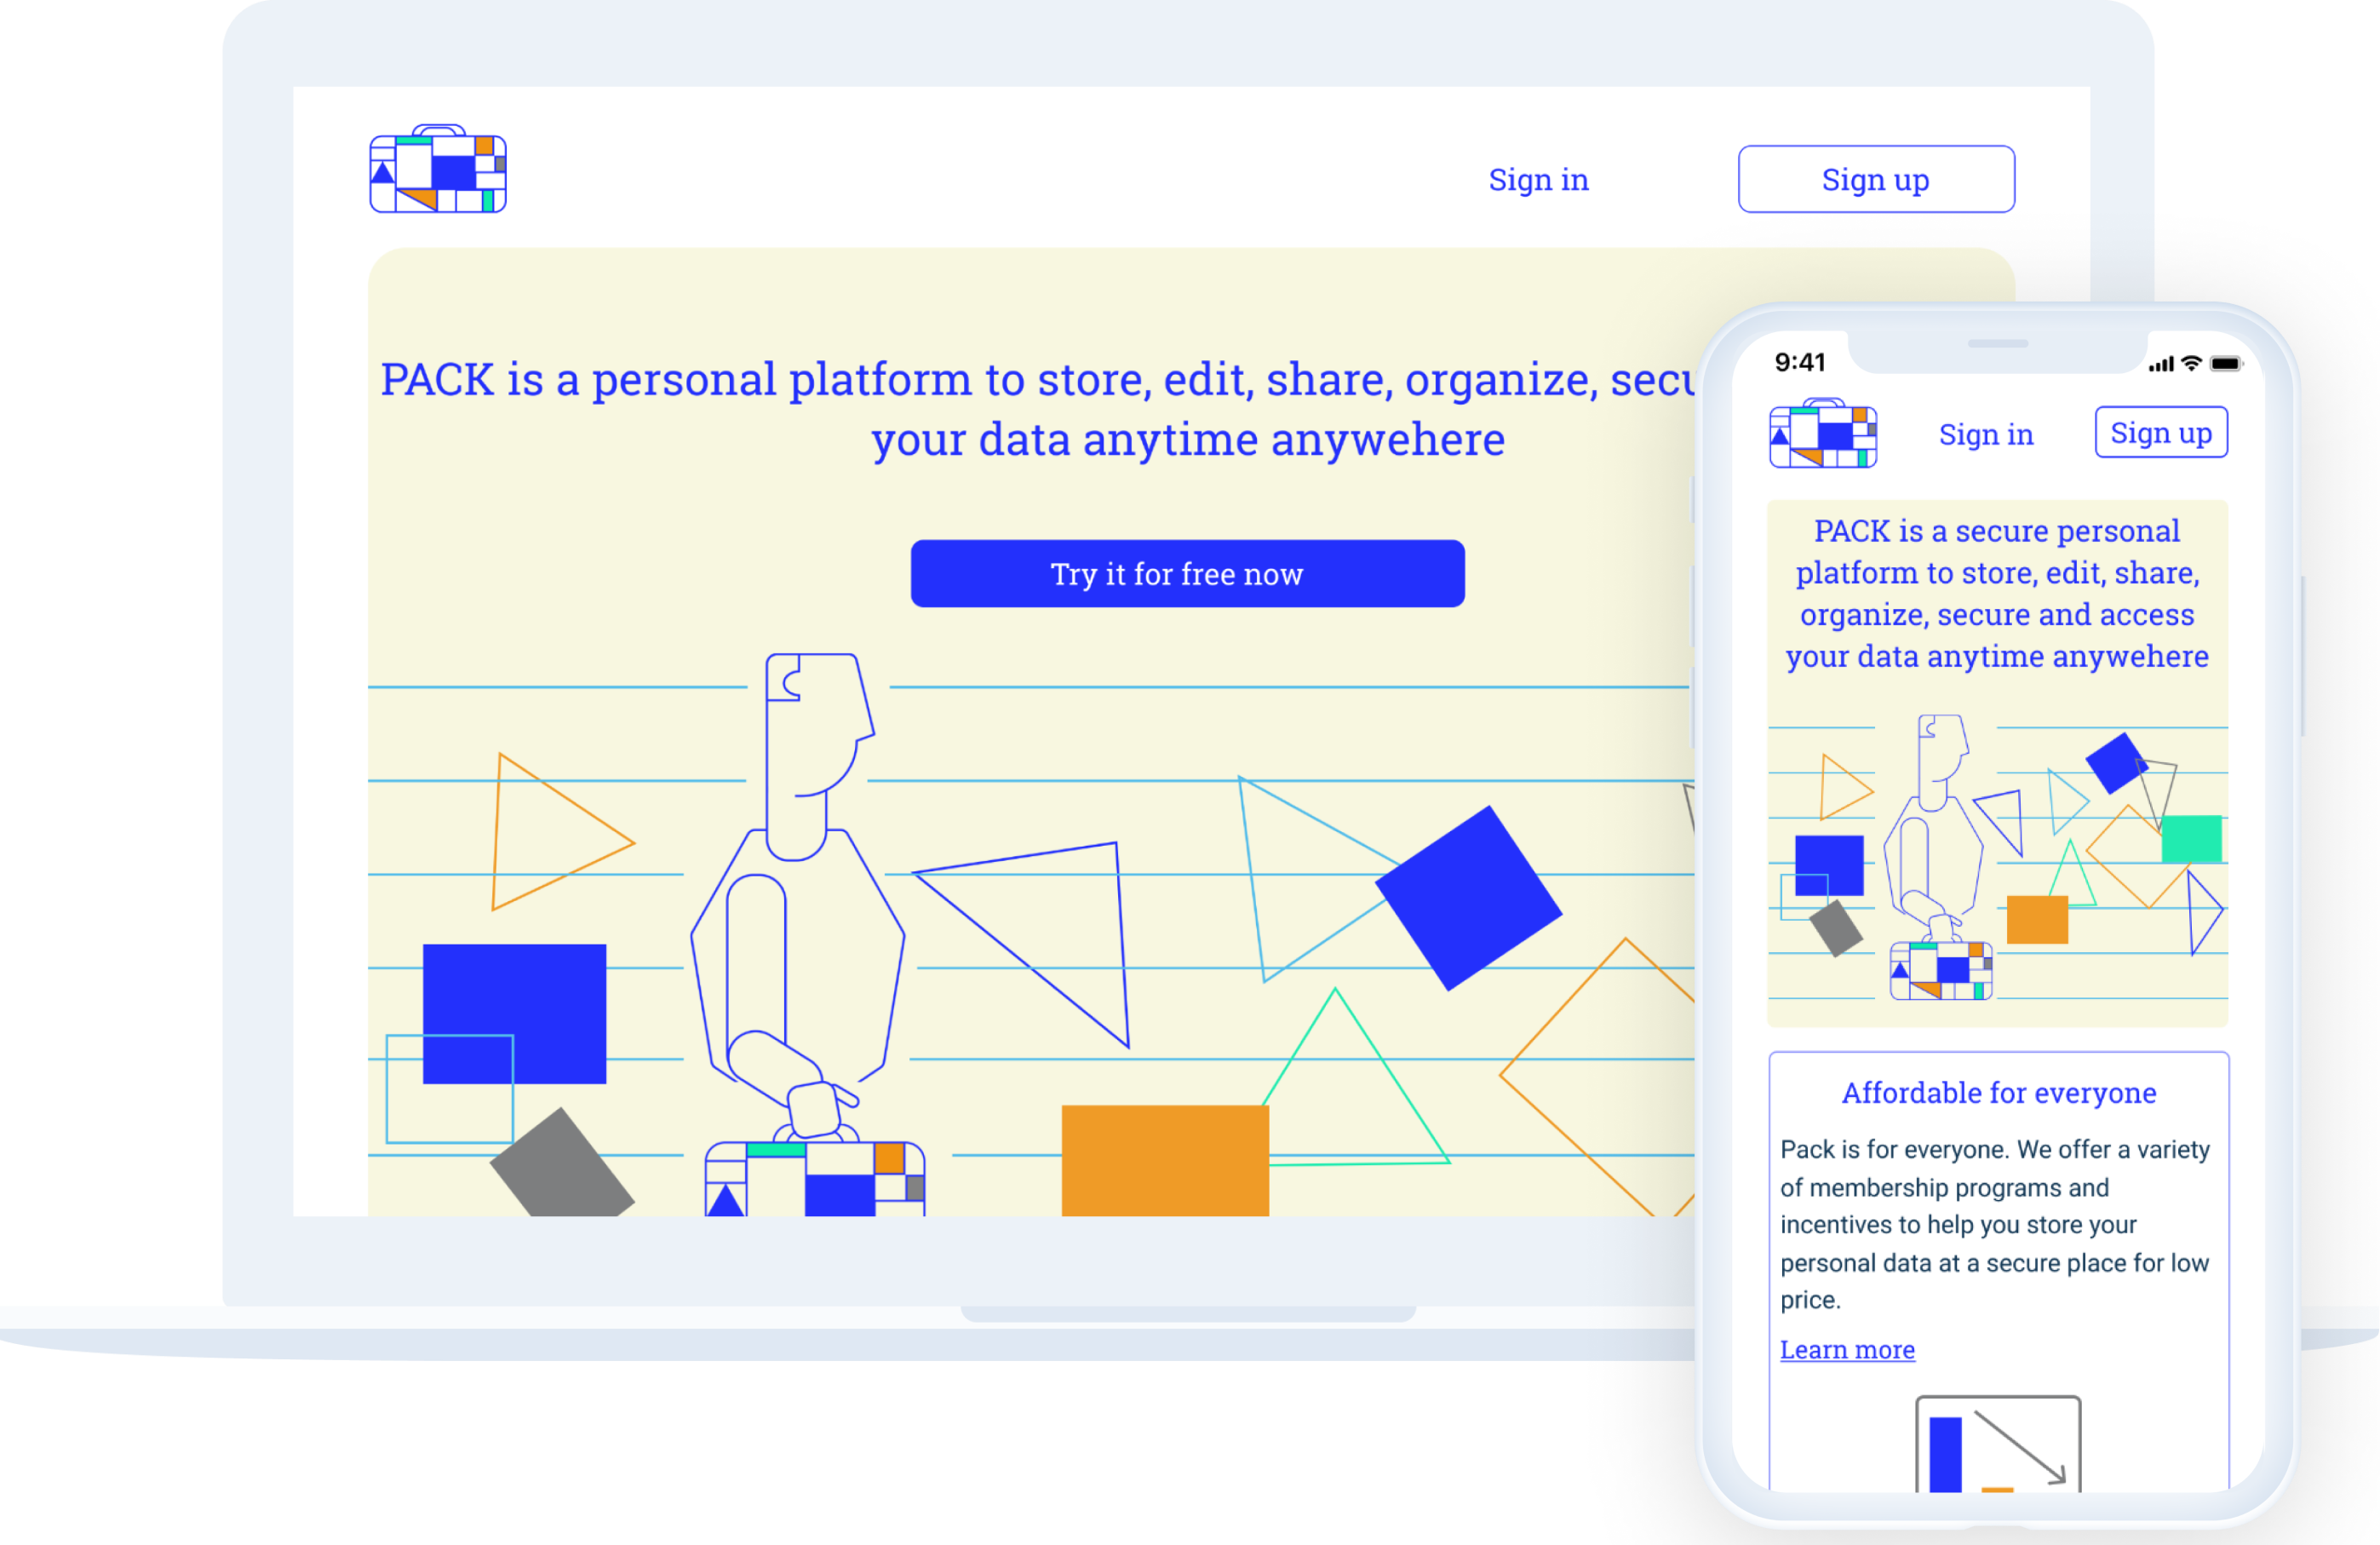 Sign in
Sign up
PACK is a personal platform to store, edit, share, organize,
your data anytime anywehere
Try it for free now
9:41
Sign in
Sign up
PACK is a secure personal
platform to store, edit, share,
organize, secure and access
your data anytime anywehere
Affordable for everyone
Pack is for everyone. We offer a variety
of membership programs and
incentives to help you store your
personal data at a secure place for low
price.
Learn more